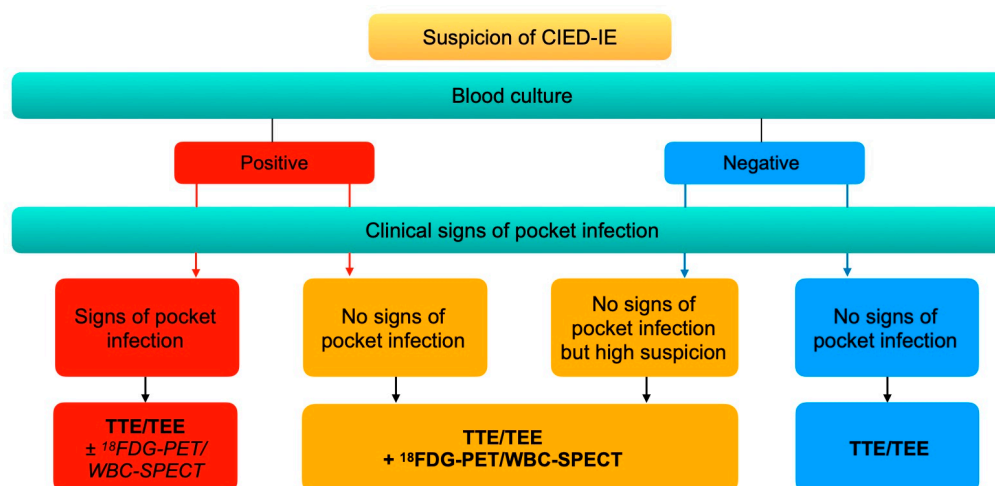 Suspicion of CIED-IE
Blood culture
Positive
Negative
Clinical signs of pocket infection
Signs of pocket
infection
No signs of
pocket infection
No signs of
pocket infection
but high suspicion
No signs of
pocket infection
TTE/TEE
± ¹⁸FDG-PET/
WBC-SPECT
TTE/TEE
+ ¹⁸FDG-PET/WBC-SPECT
TTE/TEE